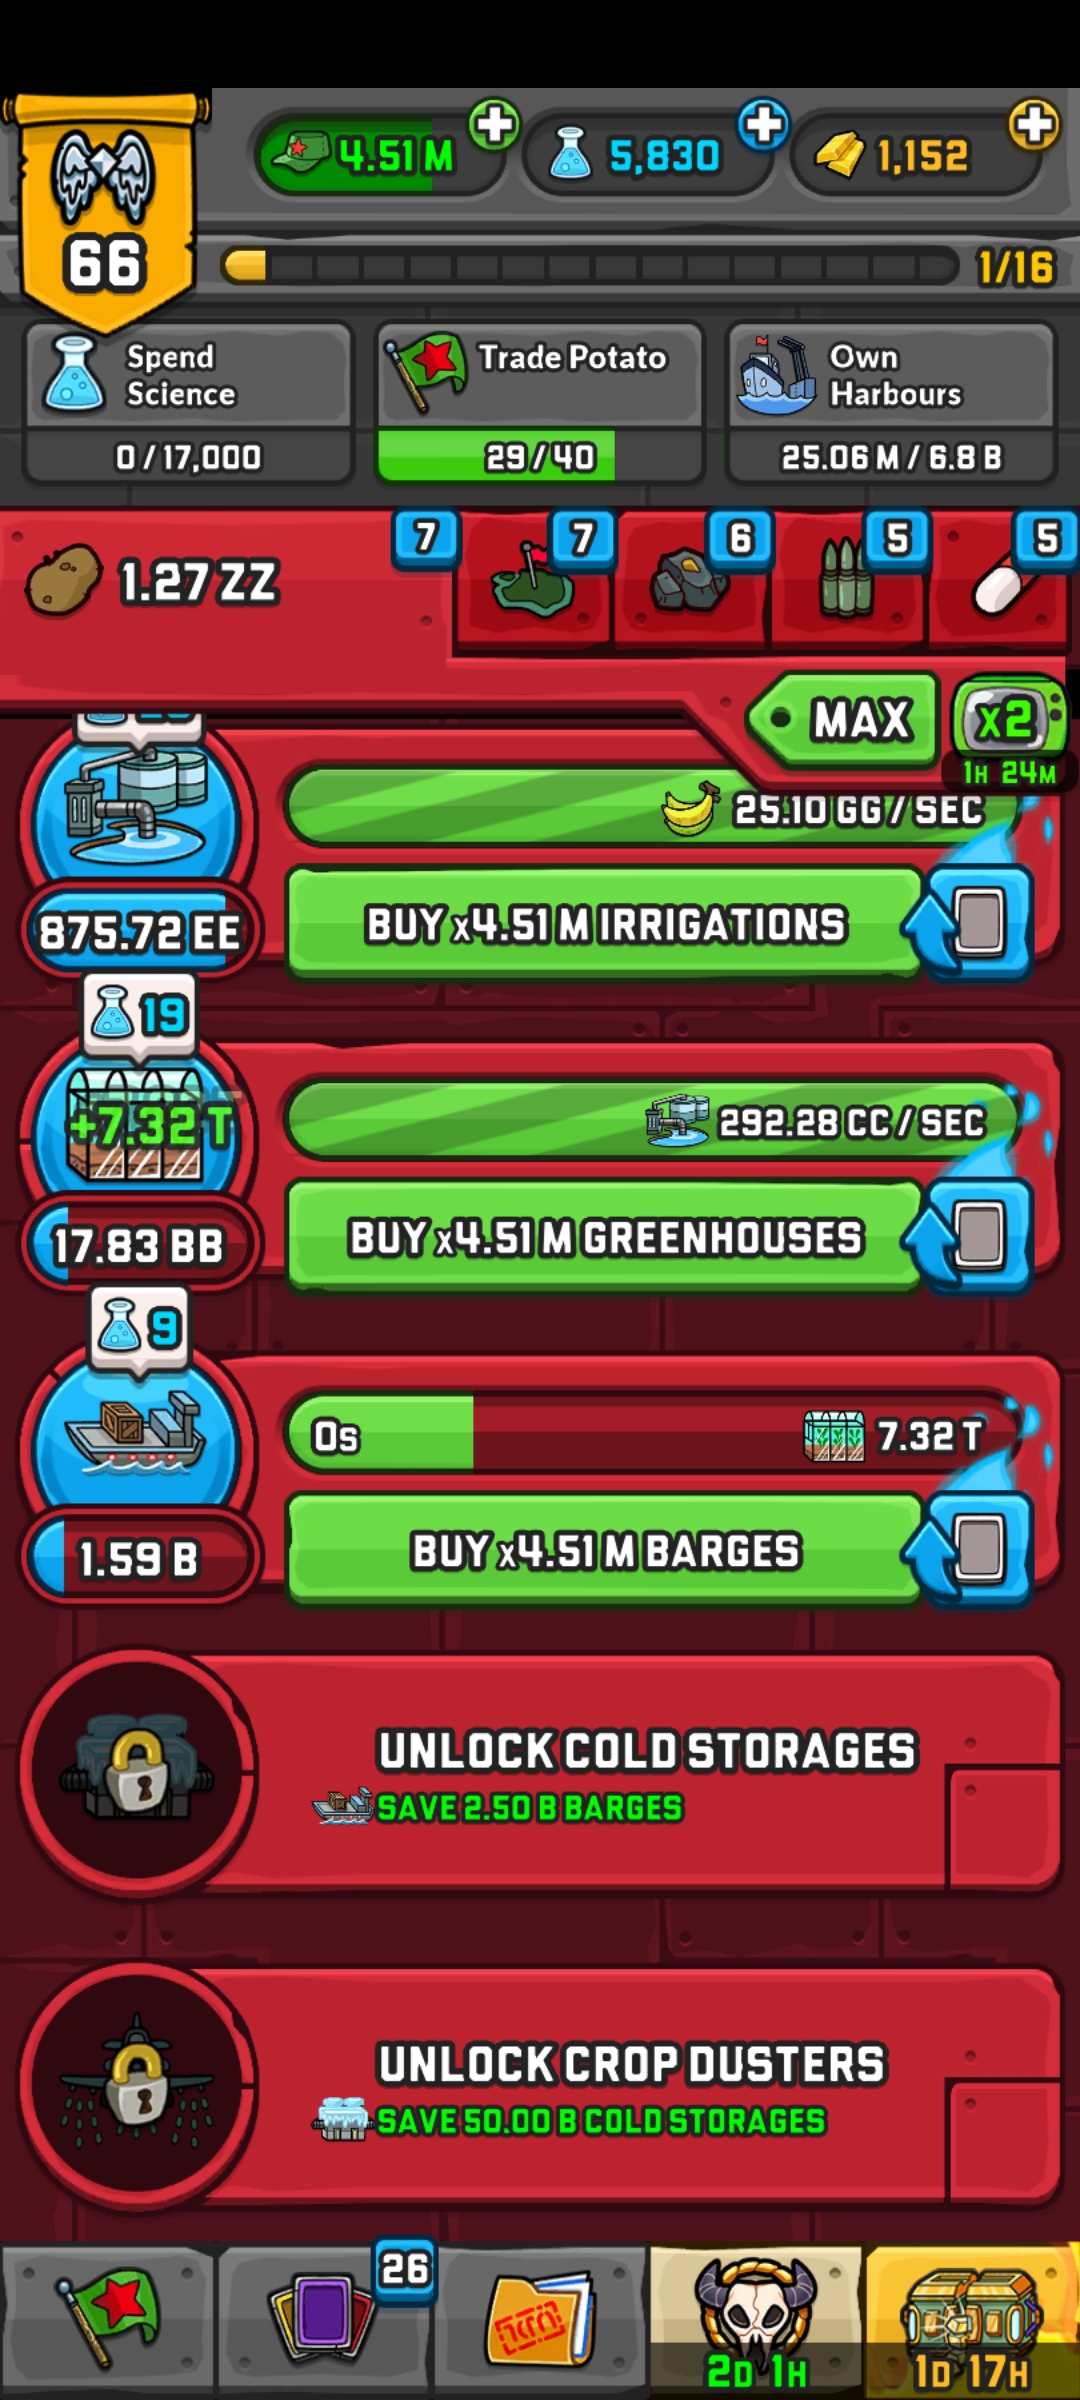 4.51 M
5,830
1,152
66
1/16
Spend
Science
0 / 17,000
Trade Potato
29 / 40
Own
Harbours
25.06 M / 6.8 B
1.27 ZZ
7
7
6
5
5
MAX
x2
1H 24M
25.10 GG / SEC
BUY x4.51 M IRRIGATIONS
875.72 EE
19
+7.32 T
292.28 CC / SEC
BUY x4.51 M GREENHOUSES
17.83 BB
9
0s
7.32 T
BUY x4.51 M BARGES
1.59 B
UNLOCK COLD STORAGES
SAVE 2.50 B BARGES
UNLOCK CROP DUSTERS
SAVE 50.00 B COLD STORAGES
26
2D 1H
1D 17H